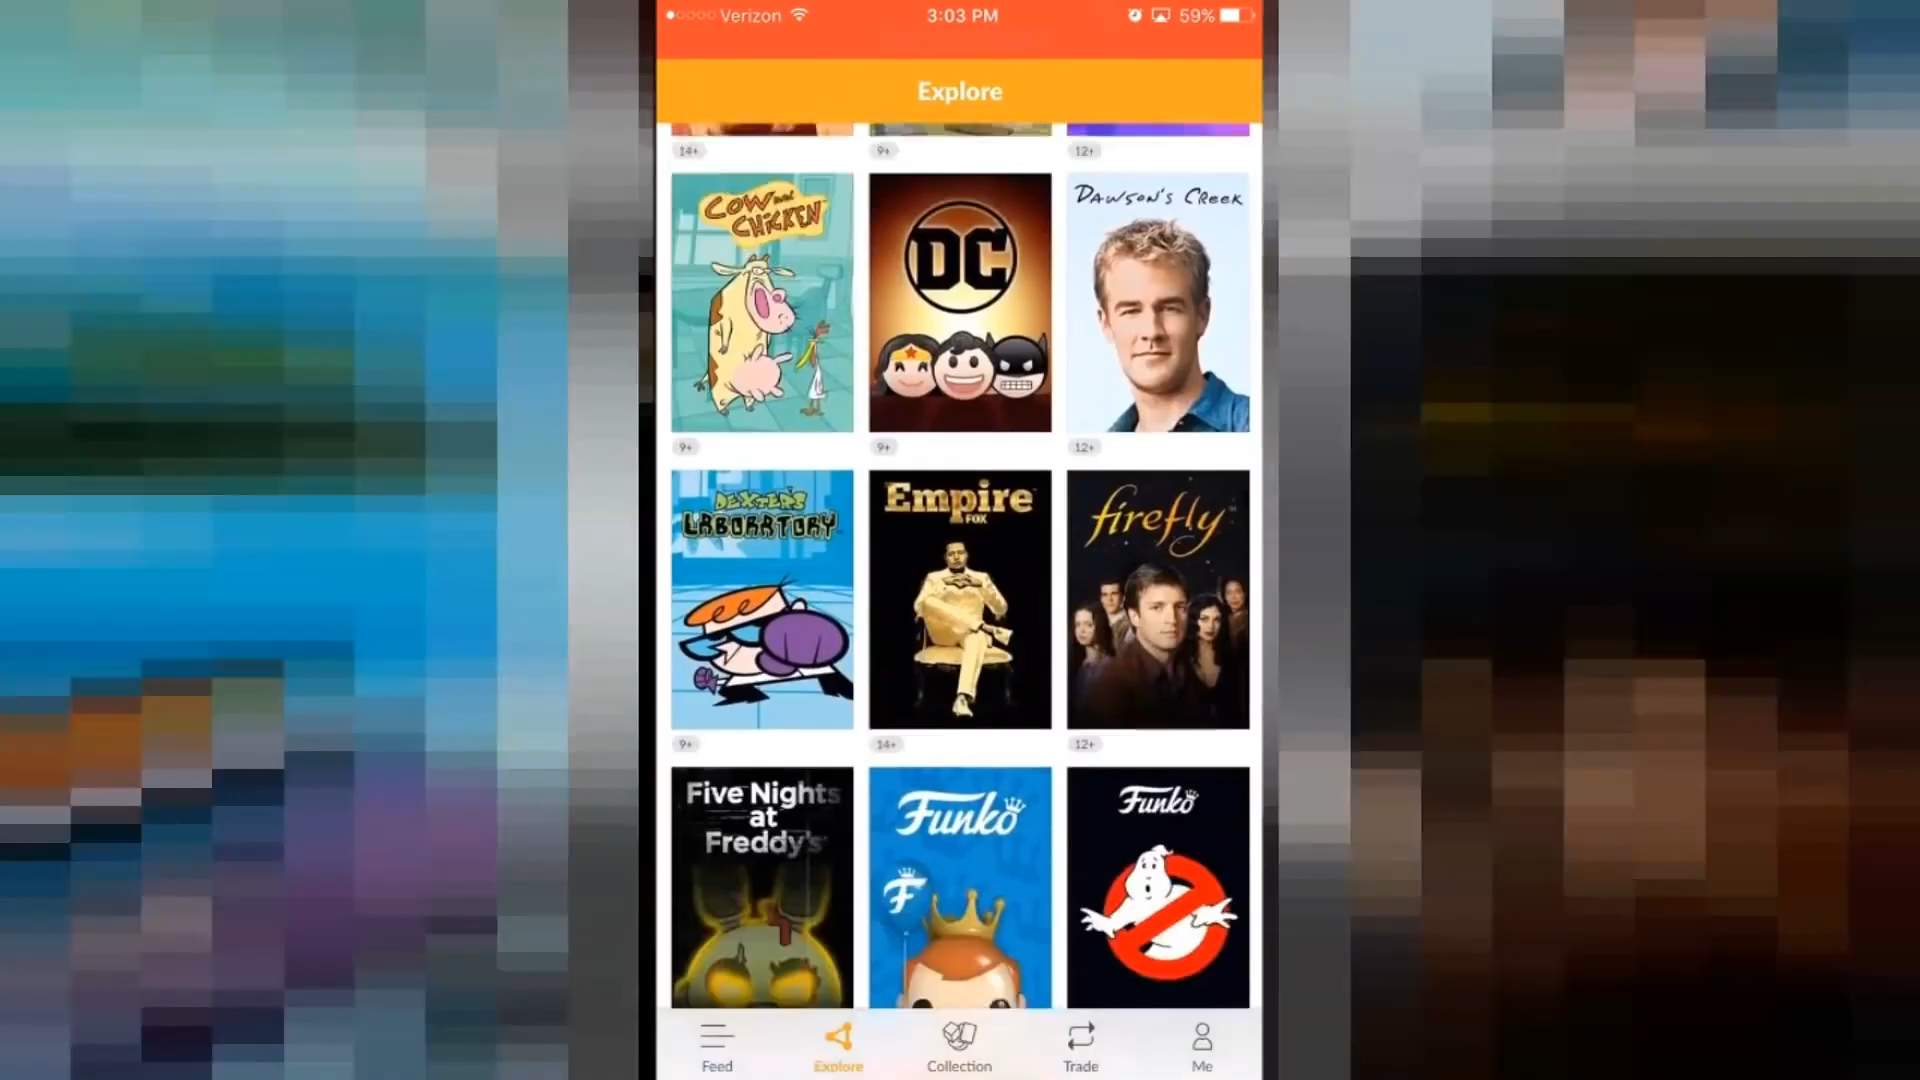 Verizon 3:03 PM 59%
Explore
14+ 9+ 12+
COW AND
CHICKEN
DC
DAWSON'S CREEK
9+ 9+ 12+
DEXTER'S
LABORATORY
Empire
FOX
firefly
9+ 14+ 12+
Five Nights
at
Freddy's
Funko
F
Funko
Feed Explore Collection Trade Me